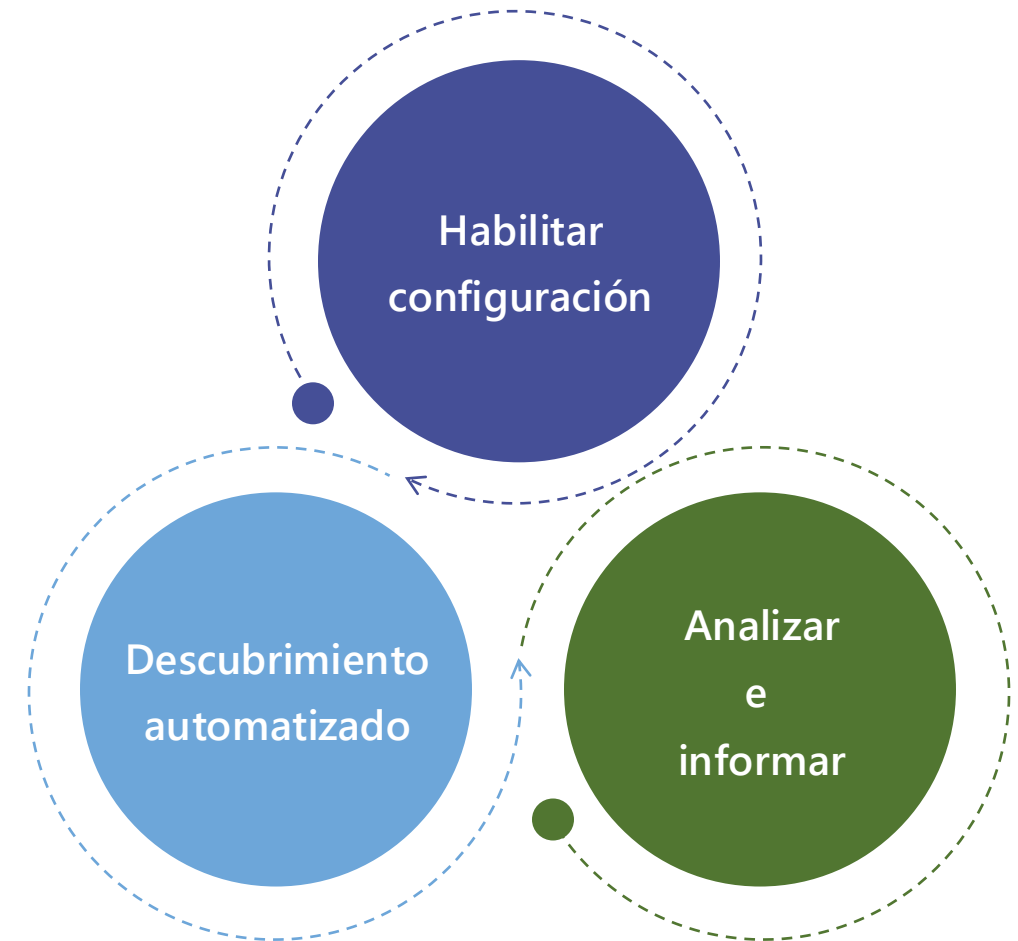 Habilitar
configuración
Descubrimiento
automatizado
Analizar
e
informar